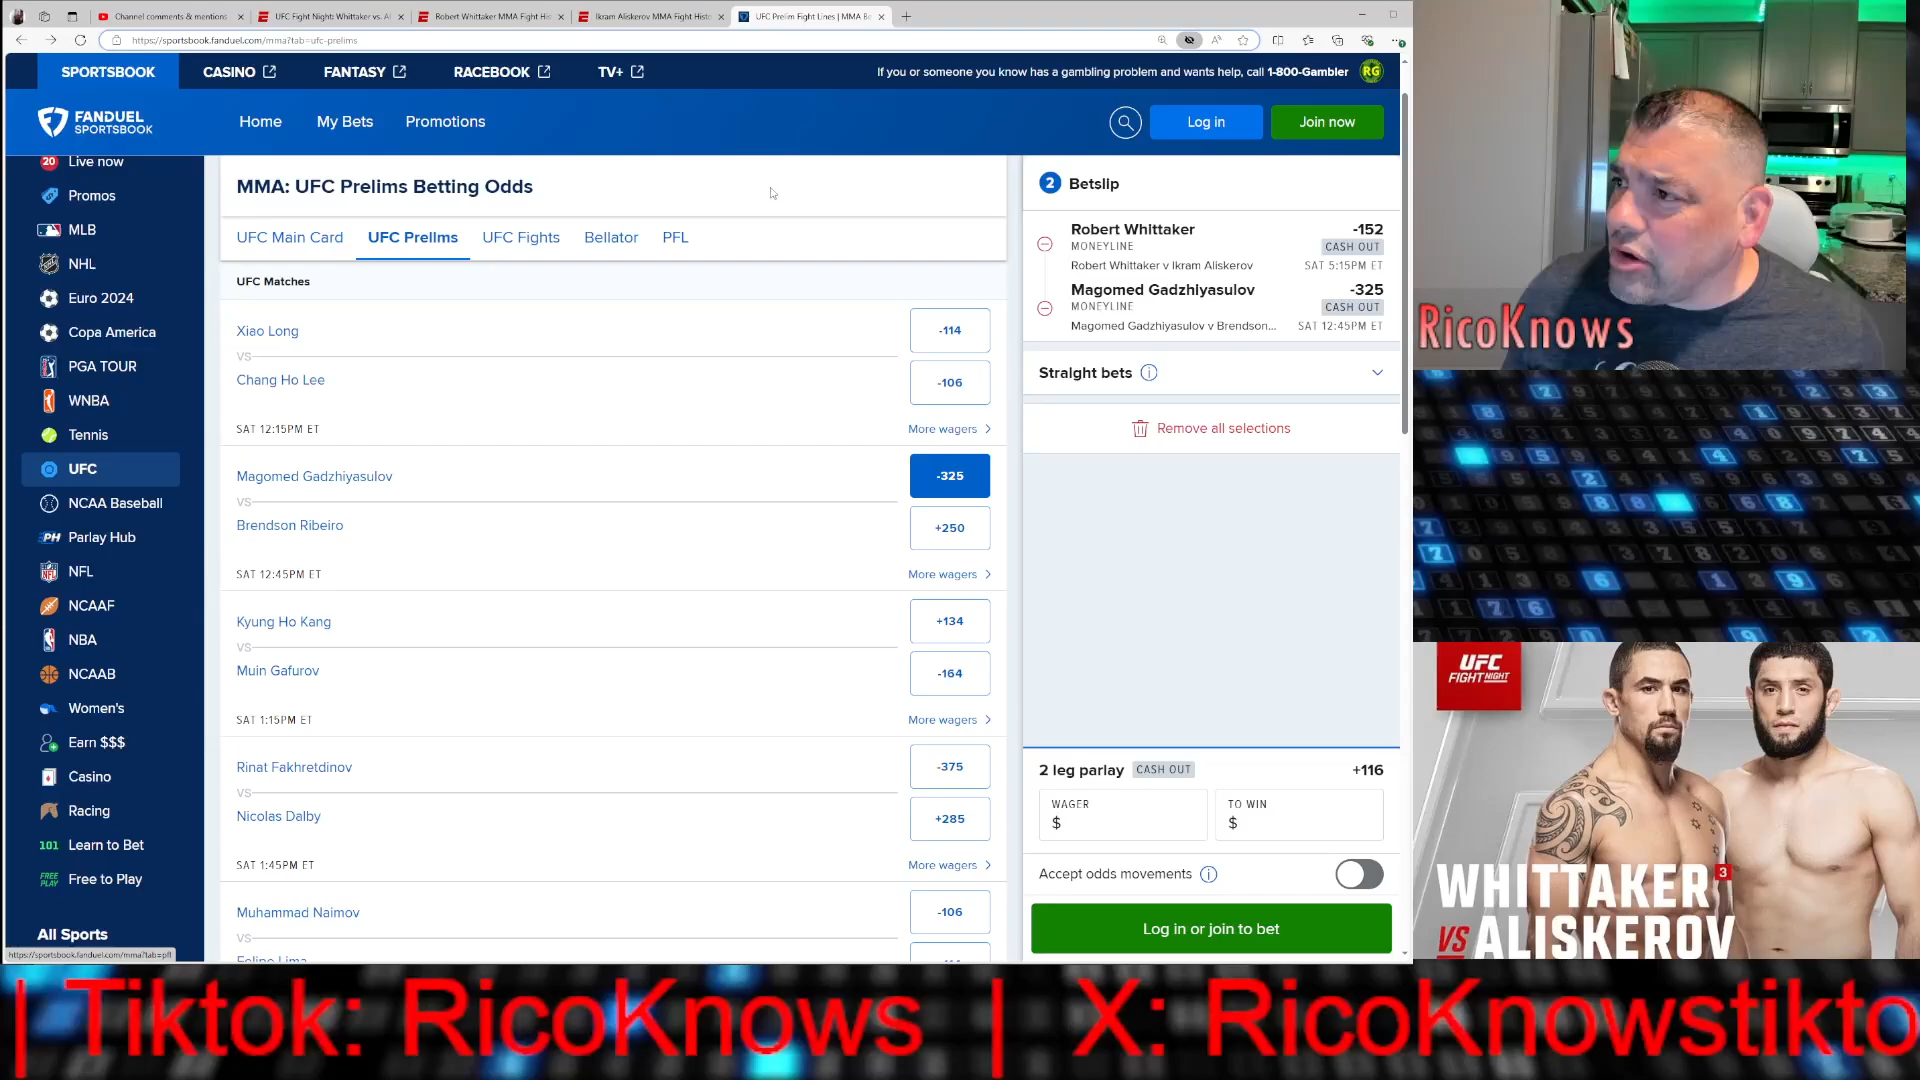 Channel comments & mentions
UFC Fight Night: Whittaker vs. Al
Robert Whittaker MMA Fight His
Ikram Aliskerov MMA Fight Histo
UFC Prelim Fight Lines | MMA Be
https://sportsbook.fanduel.com/mma?tab=ufc-prelims
SPORTSBOOK
CASINO
FANTASY
RACEBOOK
TV+
If you or someone you know has a gambling problem and wants help, call 1-800-Gambler
RG
FANDUEL
SPORTSBOOK
Home
My Bets
Promotions
Log in
Join now
20 Live now
Promos
MLB
NHL
Euro 2024
Copa America
PGA TOUR
WNBA
Tennis
UFC
NCAA Baseball
PH Parlay Hub
NFL
NCAAF
NBA
NCAAB
Women's
Earn $$$
Casino
Racing
101 Learn to Bet
FREE PLAY Free to Play
All Sports
https://sportsbook.fanduel.com/mma?tab=pfl
MMA: UFC Prelims Betting Odds
UFC Main Card
UFC Prelims
UFC Fights
Bellator
PFL
UFC Matches
Xiao Long
-114
VS
Chang Ho Lee
-106
SAT 12:15PM ET
More wagers
Magomed Gadzhiyasulov
-325
VS
Brendson Ribeiro
+250
SAT 12:45PM ET
More wagers
Kyung Ho Kang
+134
VS
Muin Gafurov
-164
SAT 1:15PM ET
More wagers
Rinat Fakhretdinov
-375
VS
Nicolas Dalby
+285
SAT 1:45PM ET
More wagers
Muhammad Naimov
-106
VS
Felipe Lima
2 Betslip
Robert Whittaker
-152
MONEYLINE
CASH OUT
Robert Whittaker v Ikram Aliskerov
SAT 5:15PM ET
Magomed Gadzhiyasulov
-325
MONEYLINE
CASH OUT
Magomed Gadzhiyasulov v Brendson...
SAT 12:45PM ET
Straight bets
Remove all selections
2 leg parlay CASH OUT
+116
WAGER
$
TO WIN
$
Accept odds movements
Log in or join to bet
RicoKnows
UFC
FIGHT NIGHT
WHITTAKER 3
VS ALISKEROV
| Tiktok: RicoKnows | X: RicoKnowstikto